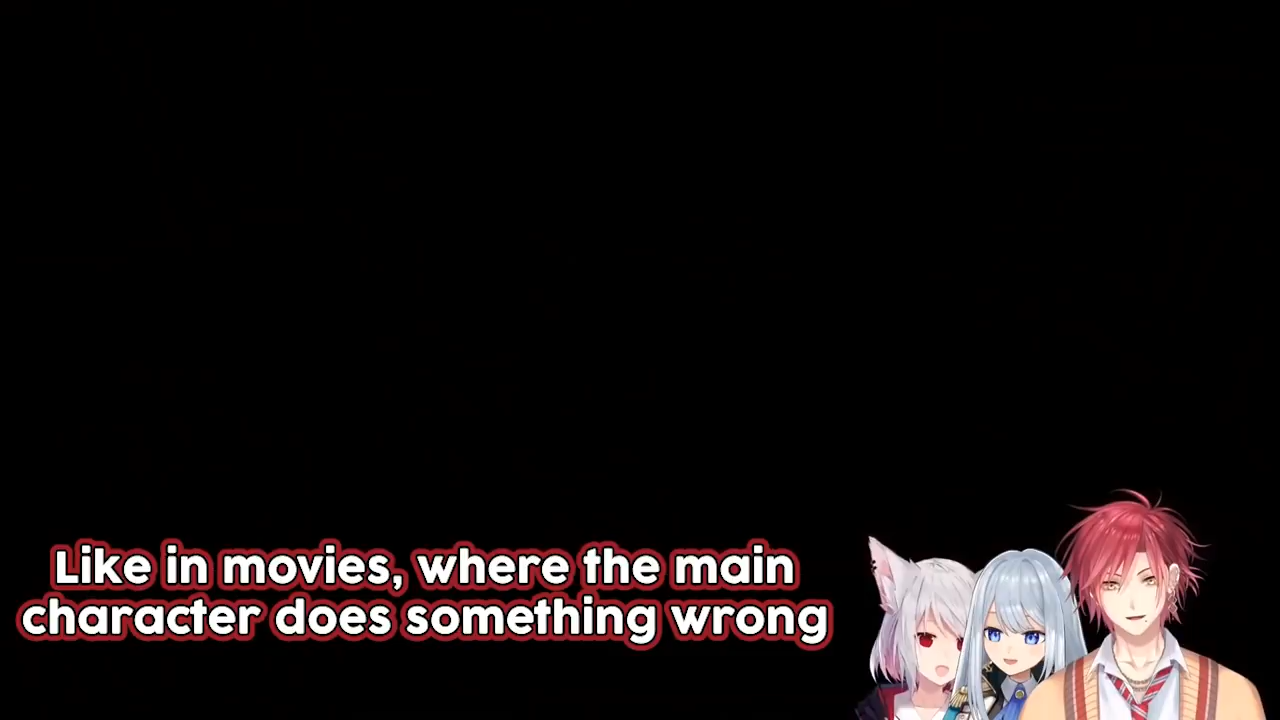 Like in movies, where the main
character does something wrong